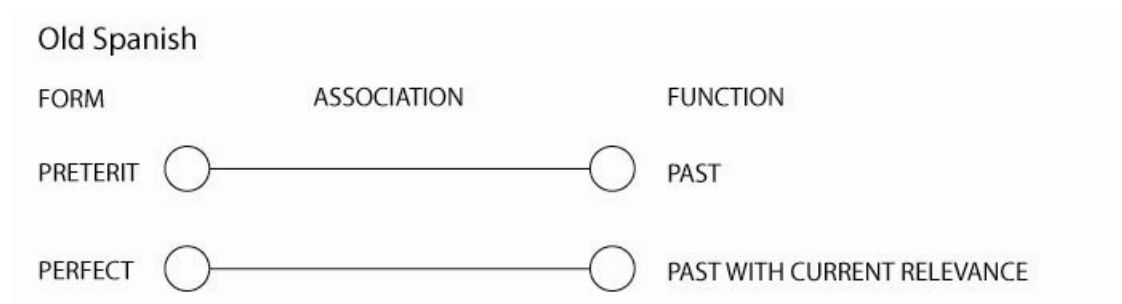 Old Spanish
FORM ASSOCIATION FUNCTION
PRETERIT PAST
PERFECT PAST WITH CURRENT RELEVANCE